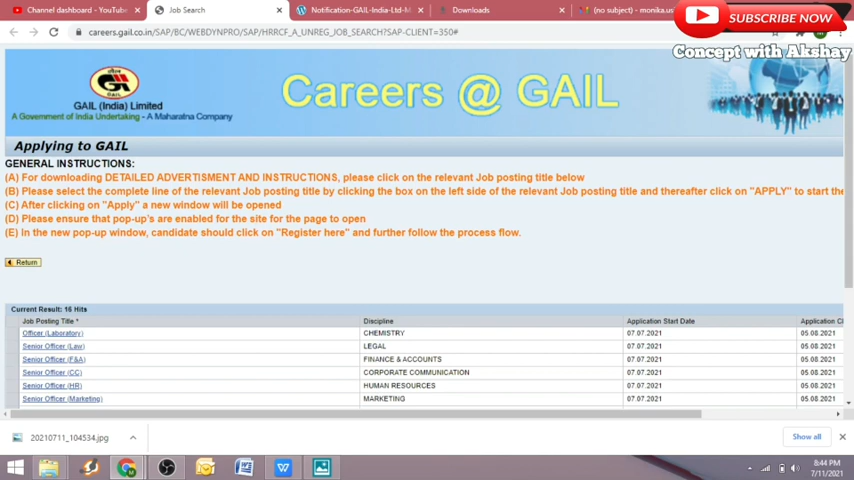 Channel dashboard - YouTube
Job Search
Notification-GAIL-India-Ltd-M
Downloads
(no subject) - monika.us
SUBSCRIBE NOW
careers.gail.co.in/SAP/BC/WEBDYNPRO/SAP/HRRCF_A_UNREG_JOB_SEARCH?SAP-CLIENT=350#
Concept with Akshay
GAIL
GAIL (India) Limited
A Government of India Undertaking - A Maharatna Company
Careers @ GAIL
Applying to GAIL
GENERAL INSTRUCTIONS:
(A) For downloading DETAILED ADVERTISMENT AND INSTRUCTIONS, please click on the relevant Job posting title below
(B) Please select the complete line of the relevant Job posting title by clicking the box on the left side of the relevant Job posting title and thereafter click on "APPLY" to start the
(C) After clicking on "Apply" a new window will be opened
(D) Please ensure that pop-up's are enabled for the site for the page to open
(E) In the new pop-up window, candidate should click on "Register here" and further follow the process flow.
Return
Current Result: 16 Hits
Job Posting Title * Discipline Application Start Date Application Cl
Officer (Laboratory) CHEMISTRY 07.07.2021 05.08.2021
Senior Officer (Law) LEGAL 07.07.2021 05.08.2021
Senior Officer (F&A) FINANCE & ACCOUNTS 07.07.2021 05.08.2021
Senior Officer (CC) CORPORATE COMMUNICATION 07.07.2021 05.08.2021
Senior Officer (HR) HUMAN RESOURCES 07.07.2021 05.08.2021
Senior Officer (Marketing) MARKETING 07.07.2021 05.08.2021
20210711_104534.jpg
Show all
8:44 PM
7/11/2021